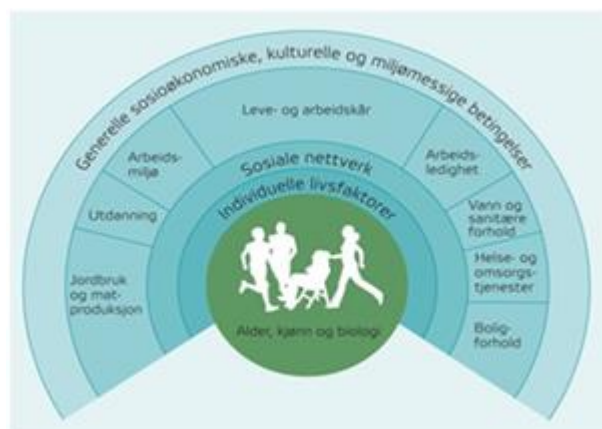 Generelle sosioøkonomiske, kulturelle og miljømessige betingelser
Leve- og arbeidskår
Arbeids-
miljø
Utdanning
Jordbruk
og mat-
produksjon
Arbeids-
ledighet
Vann og
sanitære
forhold
Helse- og
omsorgs-
tjenester
Bolig-
forhold
Sosiale nettverk
Individuelle livsfaktorer
Alder, kjønn og biologi